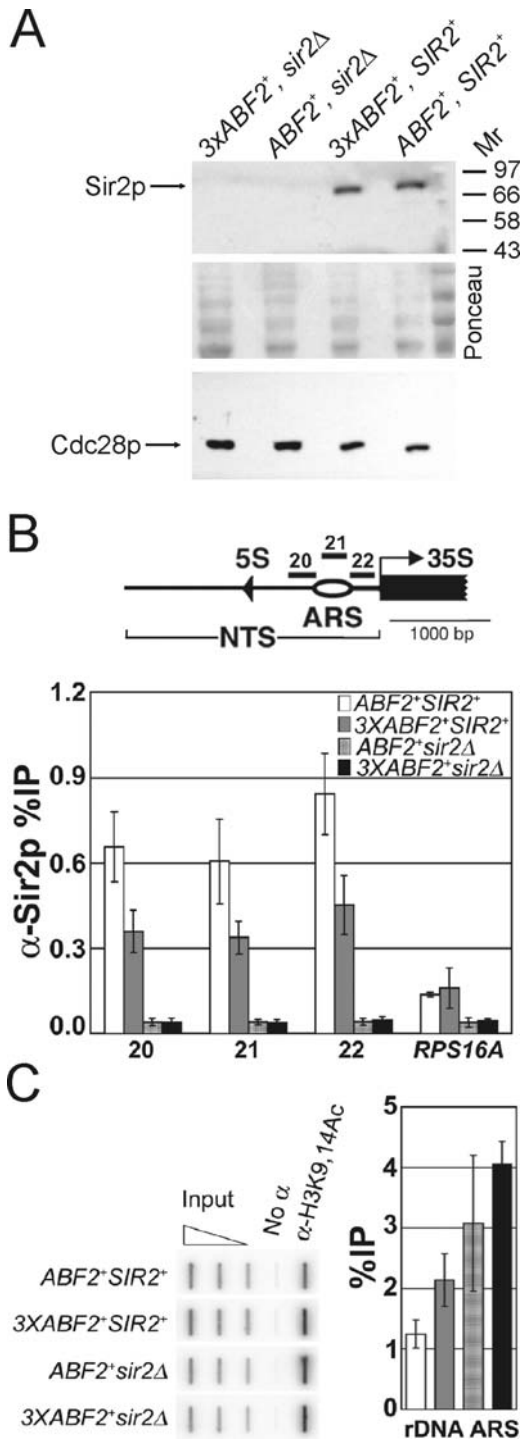 A
3xABF2⁺, sir2Δ
ABF2⁺, sir2Δ
3xABF2⁺, SIR2⁺
ABF2⁺, SIR2⁺
Mr
Sir2p
97
66
58
43
Ponceau
Cdc28p
B
5S
20
21
22
35S
ARS
NTS
1000 bp
α-Sir2p %IP
1.2
0.9
0.6
0.3
0.0
ABF2⁺SIR2⁺
3XABF2⁺SIR2⁺
ABF2⁺sir2Δ
3XABF2⁺sir2Δ
20
21
22
RPS16A
C
Input
No α
α-H3K9,14Ac
ABF2⁺SIR2⁺
3XABF2⁺SIR2⁺
ABF2⁺sir2Δ
3XABF2⁺sir2Δ
%IP
5
4
3
2
1
0
rDNA ARS